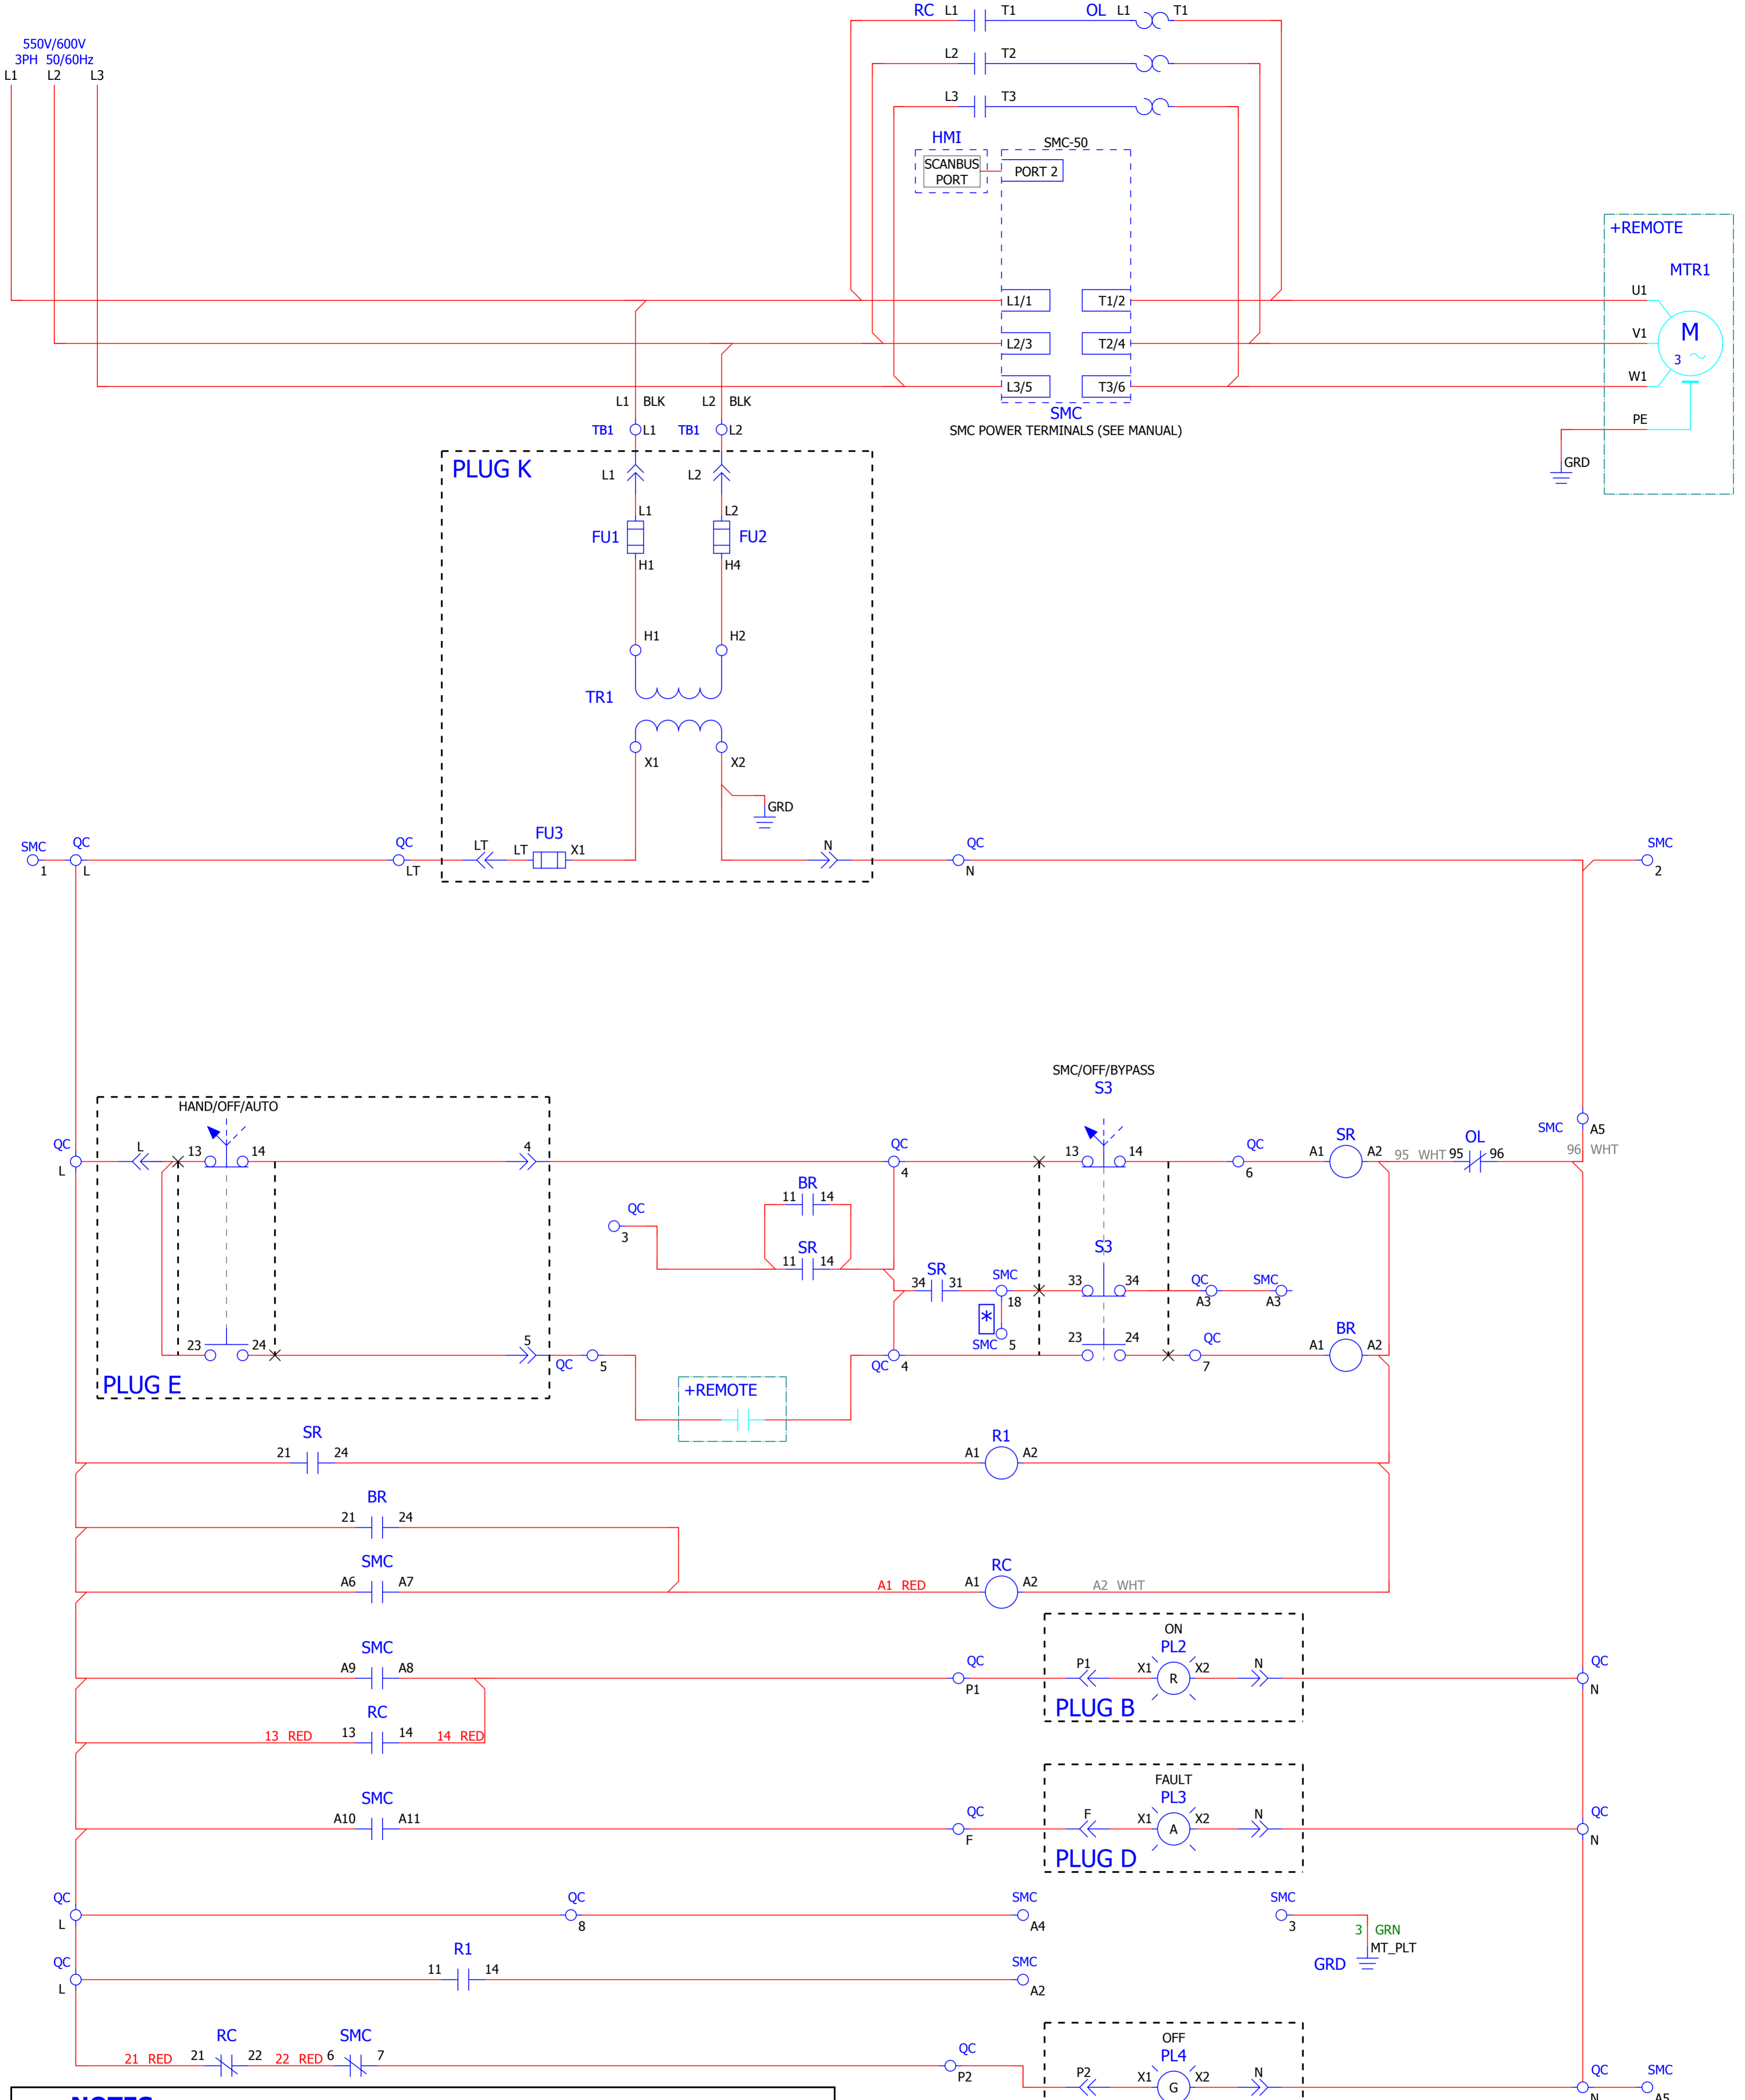 RC L1 T1 OL L1 T1
550V/600V
3PH 50/60Hz
L1 L2 L3
L2 T2
L3 T3
HMI
SMC-50
SCANBUS
PORT
PORT 2
+REMOTE
MTR1
L1/1 T1/2 U1
L2/3 T2/4 V1
M
3
L3/5 T3/6 W1
SMC
SMC POWER TERMINALS (SEE MANUAL)
PE
GRD
L1 BLK L2 BLK
TB1 L1 TB1 L2
PLUG K
L1 L2
L1 L2
FU1 FU2
H1 H4
H1 H2
TR1
X1 X2
GRD
SMC QC QC LT LT FU3 X1 N QC SMC
1 L LT N 2
SMC/OFF/BYPASS
S3
HAND/OFF/AUTO
SMC A5
QC L 13 14 4 QC 13 14 QC SR OL
L 4 6 A1 A2 95 WHT 95 96 96 WHT
BR
11 14
QC
3
SR
11 14
S3
SR
34 31 SMC 33 34 QC SMC
18 A3 A3
*
SMC 5
23 24 5 QC 5 QC 4 23 24 QC 7 BR A1 A2
PLUG E
+REMOTE
SR
21 24
R1
A1 A2
BR
21 24
SMC
A6 A7
RC
A1 RED A1 A2 A2 WHT
ON
SMC
A9 A8
QC
P1
P1 PL2 X1 R X2 N
QC
N
PLUG B
RC
13 RED 13 14 14 RED
FAULT
SMC
A10 A11
QC
F
F PL3 X1 A X2 N
QC
N
PLUG D
QC QC SMC SMC
L 8 A4 3
3 GRN
MT_PLT
GRD
QC R1 SMC
L 11 14 A2
OFF
RC SMC
21 RED 21 22 22 RED 6 7
QC
P2
P2 PL4 X1 G X2 N
QC SMC
N A5
NOTES